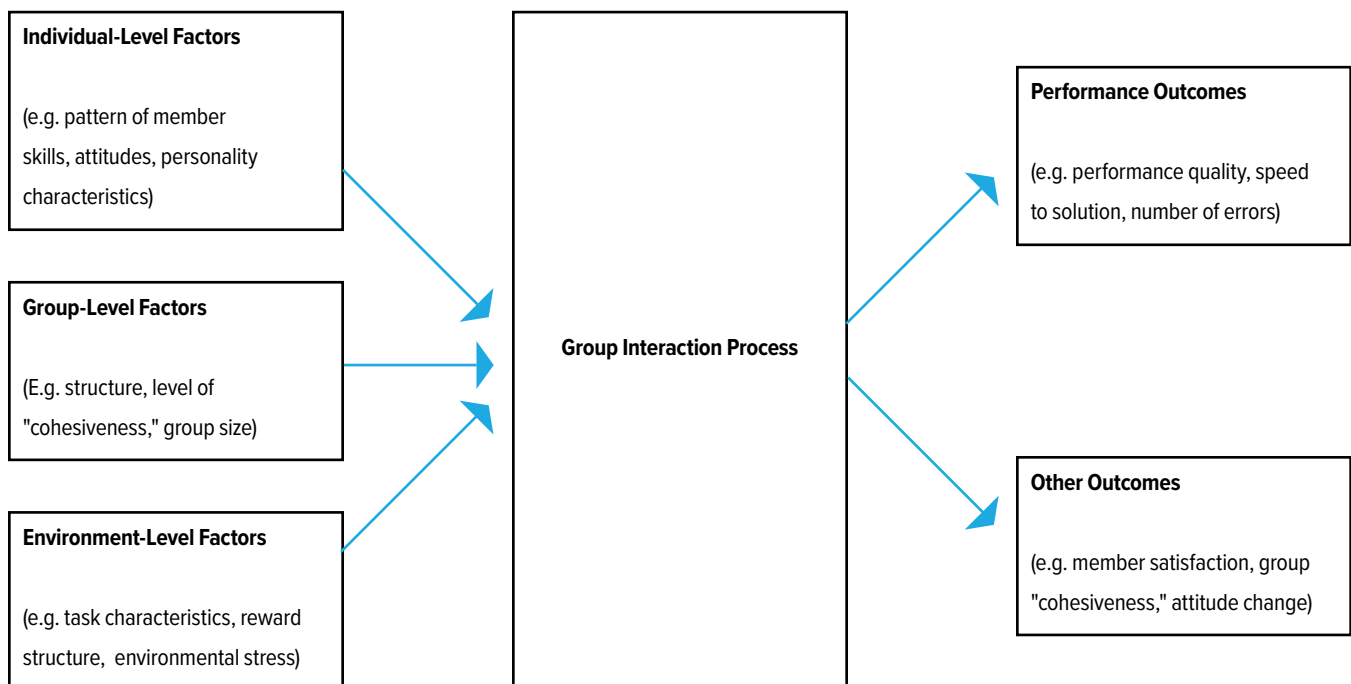 Individual-Level Factors
(e.g. pattern of member
skills, attitudes, personality
characteristics)
Group-Level Factors
(E.g. structure, level of
"cohesiveness," group size)
Environment-Level Factors
(e.g. task characteristics, reward
structure,  environmental stress)
Group Interaction Process
Performance Outcomes
(e.g. performance quality, speed
to solution, number of errors)
Other Outcomes
(e.g. member satisfaction, group
"cohesiveness," attitude change)